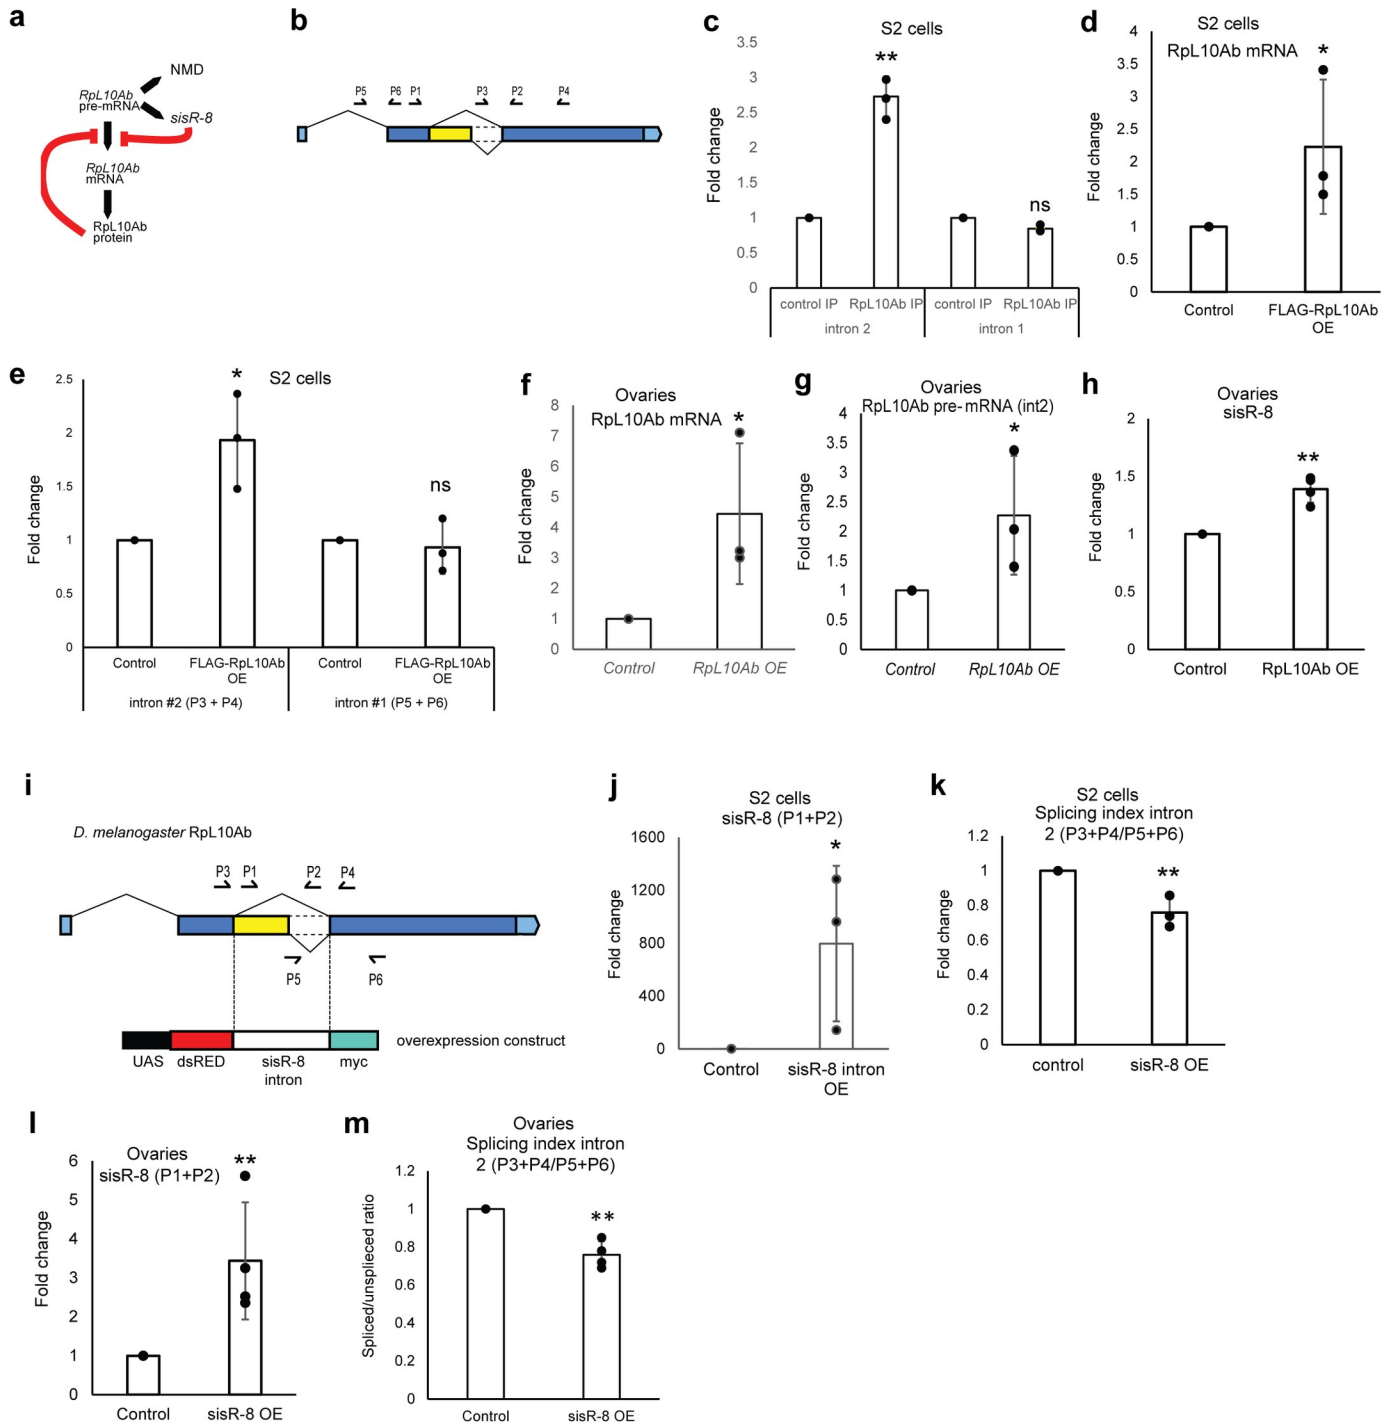 a
NMD
RpL10Ab
pre-mRNA
sisR-8
RpL10Ab
mRNA
RpL10Ab
protein
b
P5
P6
P1
P3
P2
P4
c
S2 cells
Fold change
3.5
3
2.5
2
1.5
1
0.5
0
**
ns
control IP
RpL10Ab IP
control IP
RpL10Ab IP
intron 2
intron 1
d
S2 cells
RpL10Ab mRNA
Fold change
4
3.5
3
2.5
2
1.5
1
0.5
0
*
Control
FLAG-RpL10Ab
OE
e
S2 cells
Fold change
2.5
2
1.5
1
0.5
0
*
ns
Control
FLAG-RpL10Ab
OE
Control
FLAG-RpL10Ab
OE
intron #2 (P3 + P4)
intron #1 (P5 + P6)
f
Ovaries
RpL10Ab mRNA
Fold change
8
7
6
5
4
3
2
1
0
*
Control
RpL10Ab OE
g
Ovaries
RpL10Ab pre-mRNA (int2)
Fold change
4
3.5
3
2.5
2
1.5
1
0.5
0
*
Control
RpL10Ab OE
h
Ovaries
sisR-8
Fold change
2
1.5
1
0.5
0
**
Control
RpL10Ab OE
i
D. melanogaster RpL10Ab
P3
P1
P2
P4
P5
P6
UAS
dsRED
sisR-8
intron
myc
overexpression construct
j
S2 cells
sisR-8 (P1+P2)
Fold change
1600
1200
800
400
0
*
Control
sisR-8 intron
OE
k
S2 cells
Splicing index intron
2 (P3+P4/P5+P6)
Fold change
1.2
1
0.8
0.6
0.4
0.2
0
**
control
sisR-8 OE
l
Ovaries
sisR-8 (P1+P2)
Fold change
6
5
4
3
2
1
0
**
Control
sisR-8 OE
m
Ovaries
Splicing index intron
2 (P3+P4/P5+P6)
Spliced/unspliced ratio
1.2
1
0.8
0.6
0.4
0.2
0
**
Control
sisR-8 OE